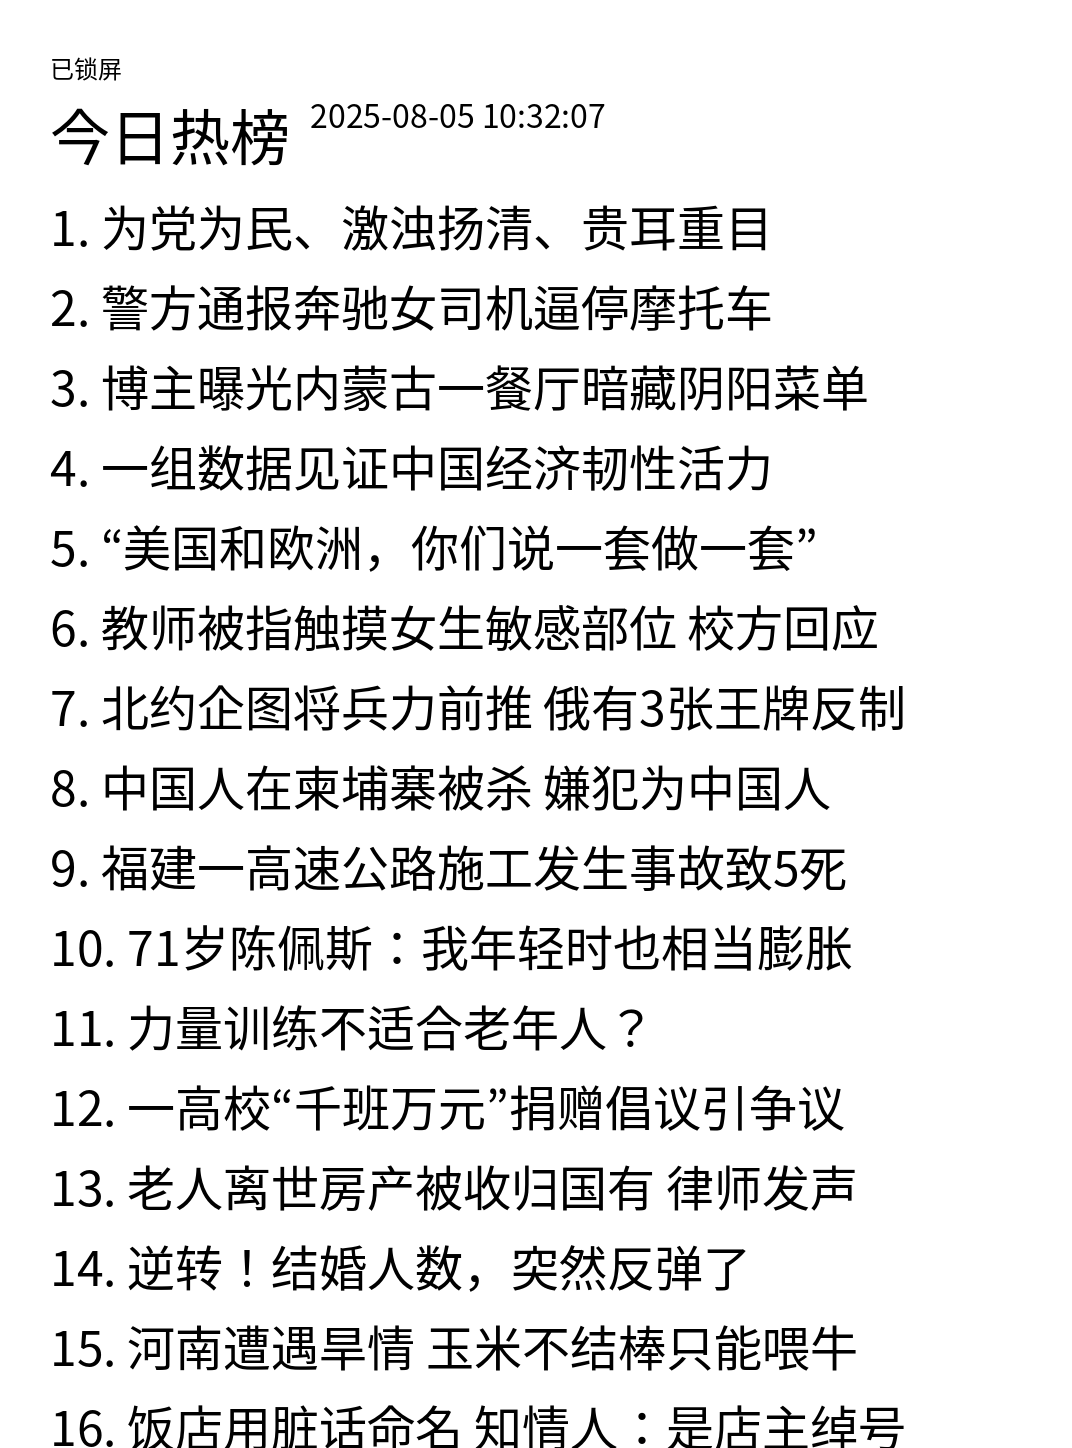 已锁屏
今日热榜 2025-08-05 10:32:07
1. 为党为民、激浊扬清、贵耳重目
2. 警方通报奔驰女司机逼停摩托车
3. 博主曝光内蒙古一餐厅暗藏阴阳菜单
4. 一组数据见证中国经济韧性活力
5. “美国和欧洲，你们说一套做一套”
6. 教师被指触摸女生敏感部位 校方回应
7. 北约企图将兵力前推 俄有3张王牌反制
8. 中国人在柬埔寨被杀 嫌犯为中国人
9. 福建一高速公路施工发生事故致5死
10. 71岁陈佩斯：我年轻时也相当膨胀
11. 力量训练不适合老年人？
12. 一高校“千班万元”捐赠倡议引争议
13. 老人离世房产被收归国有 律师发声
14. 逆转！结婚人数，突然反弹了
15. 河南遭遇旱情 玉米不结棒只能喂牛
16. 饭店用脏话命名 知情人：是店主绰号